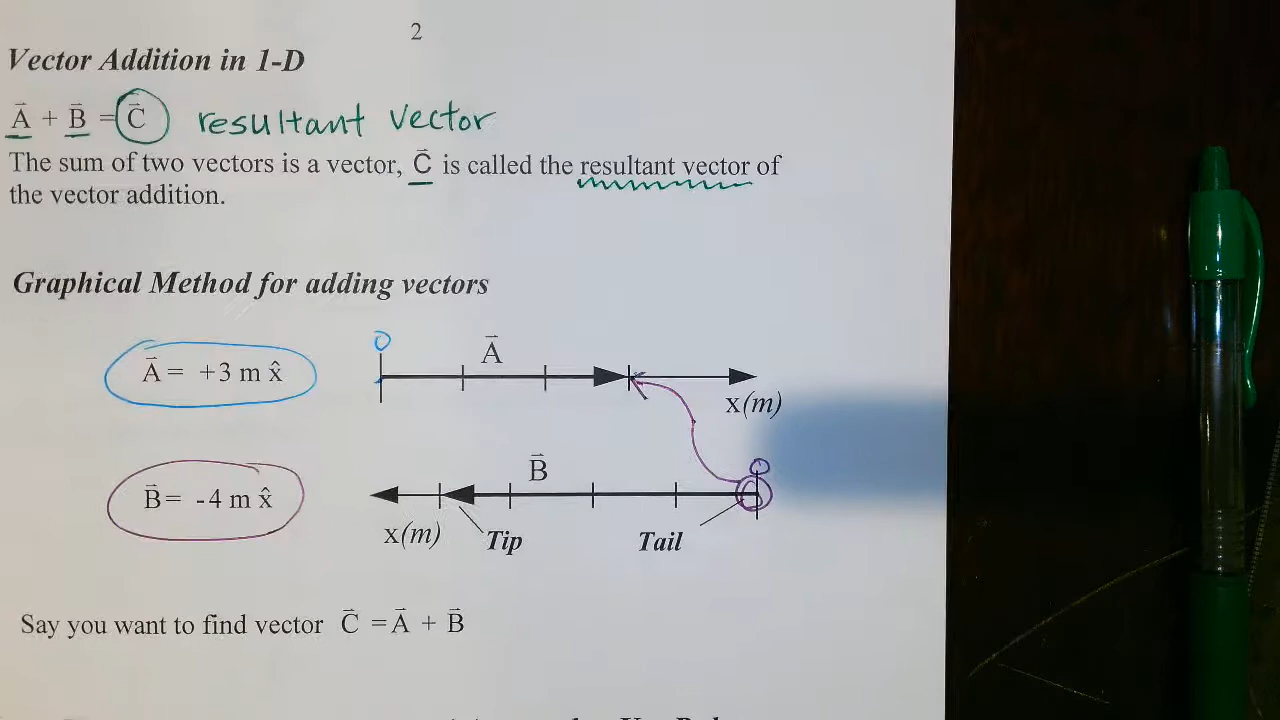 2
Vector Addition in 1-D
A⃗ + B⃗ = C⃗ resultant vector
The sum of two vectors is a vector, C⃗ is called the resultant vector of
the vector addition.
Graphical Method for adding vectors
0
A⃗
A⃗ = +3 m x̂
x(m)
B⃗
0
B⃗ = -4 m x̂
x(m) Tip Tail
Say you want to find vector C⃗ = A⃗ + B⃗